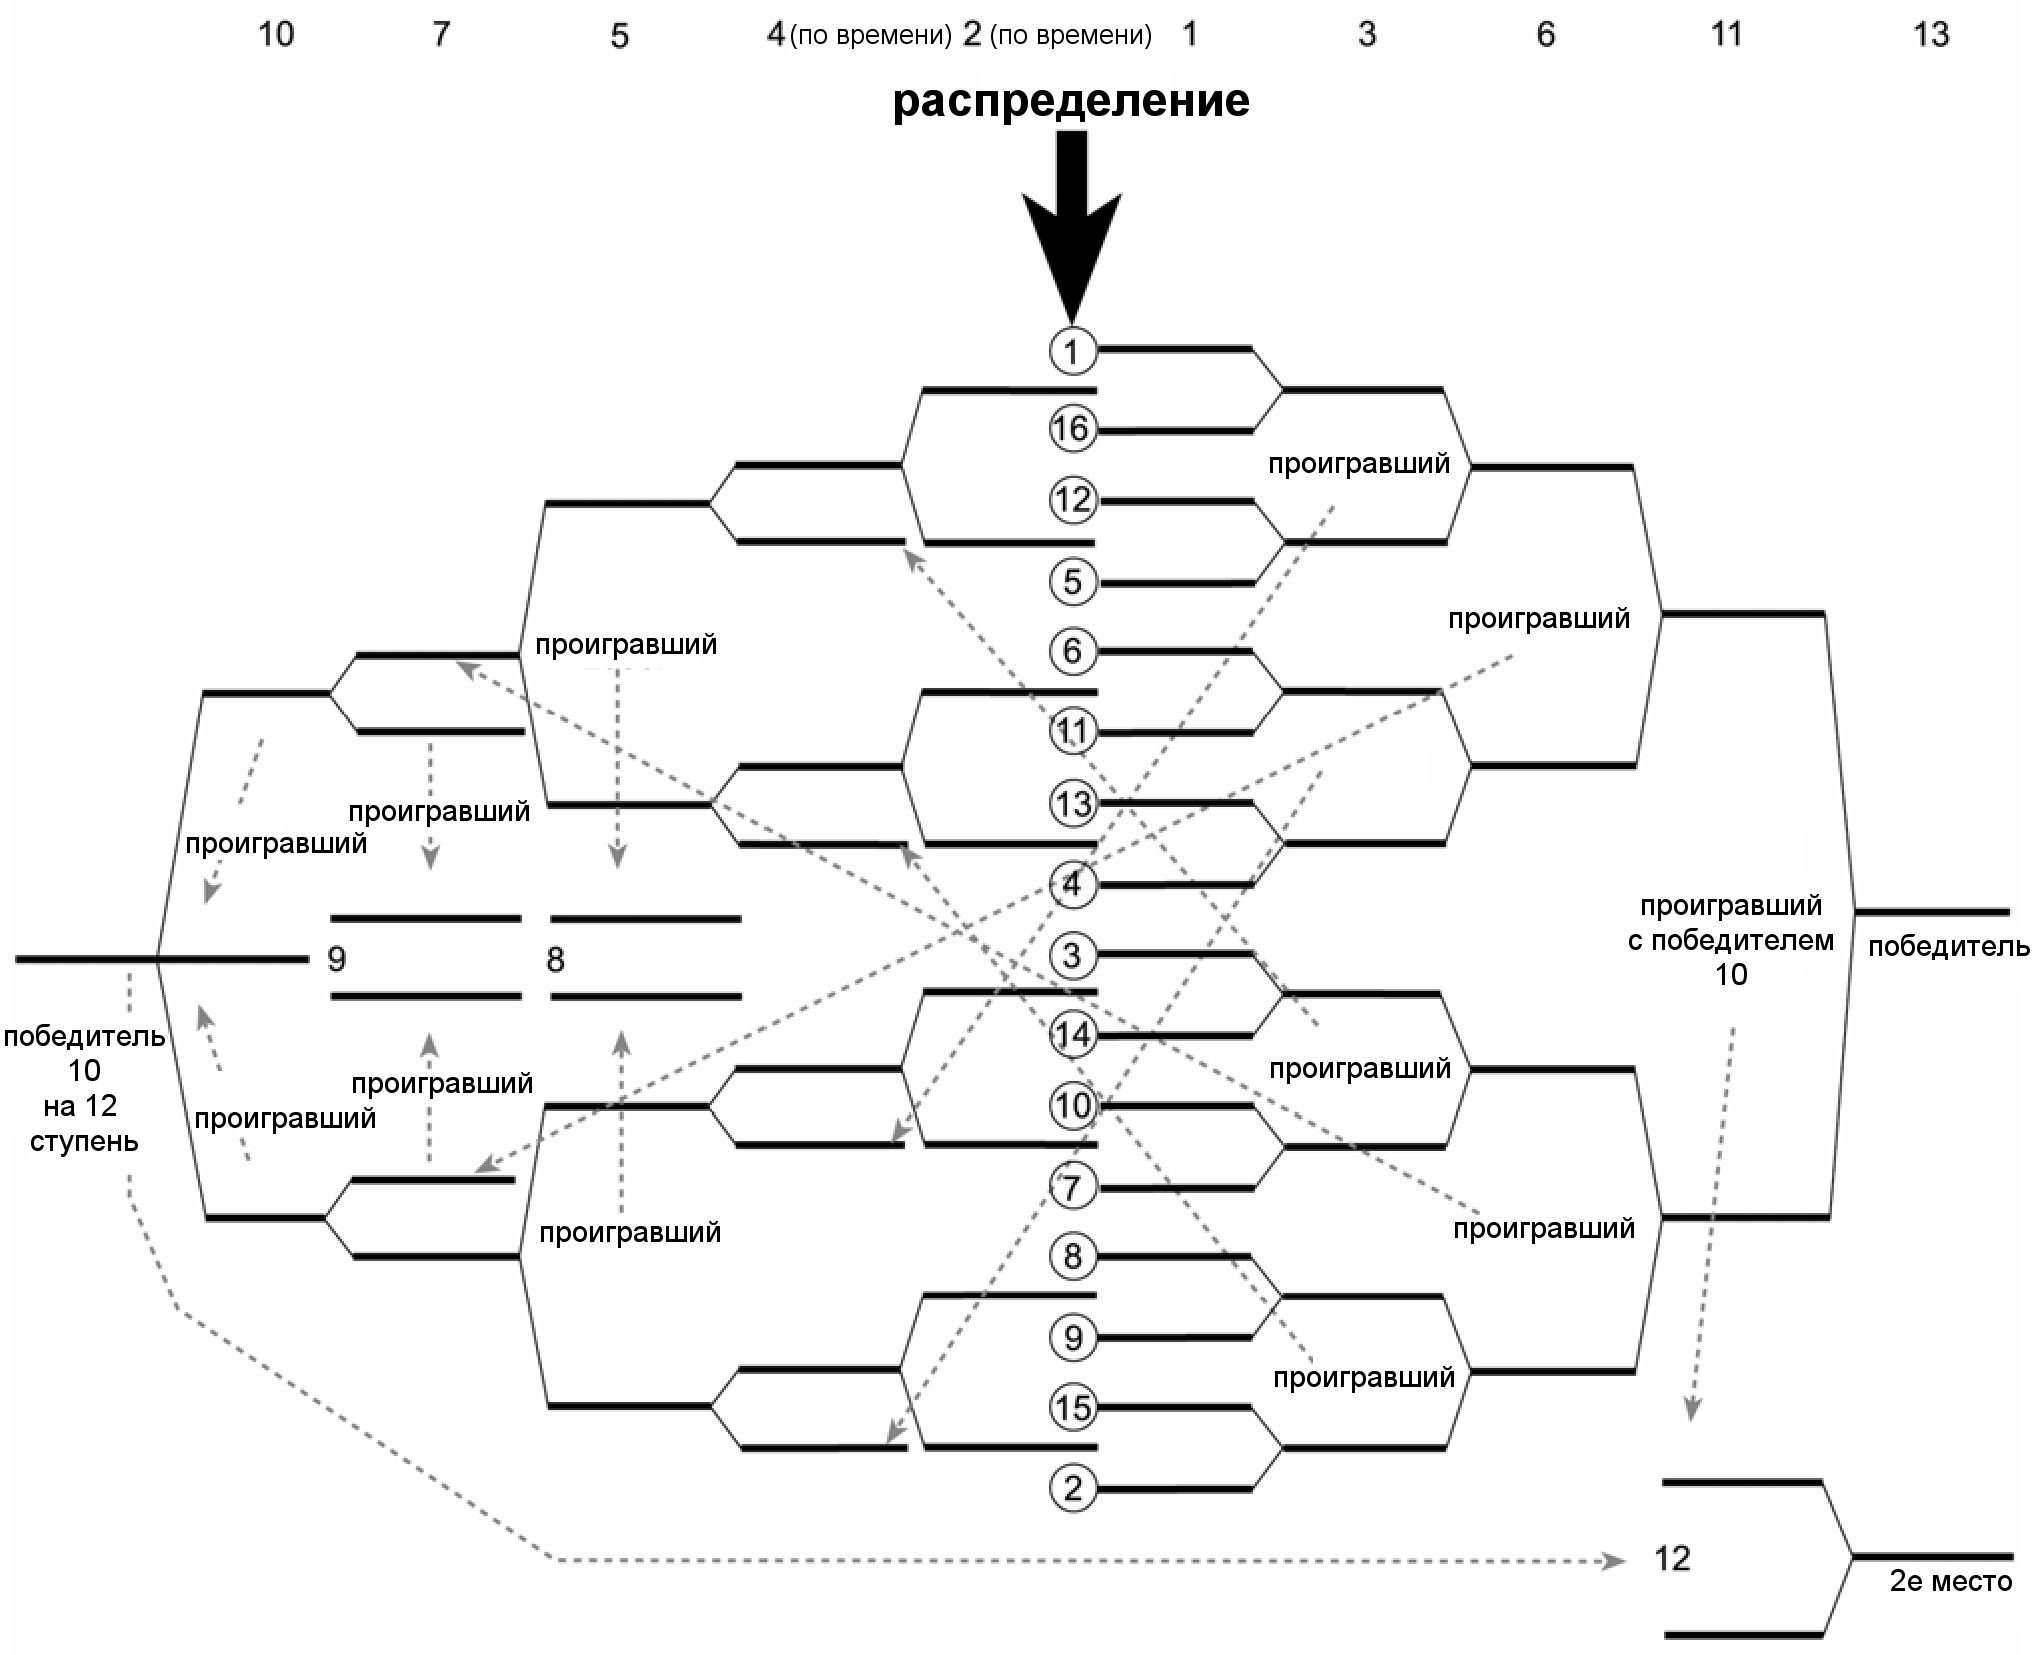 10 7 5 4 (по времени) 2 (по времени) 1 3 6 11 13
распределение
1
16
проигравший
12
5
проигравший
6
проигравший
11
13
проигравший
проигравший
4
проигравший
с победителем
10
победитель
3
9
8
14
победитель
10
на 12
ступень
проигравший
проигравший
проигравший
10
7
проигравший
проигравший
8
9
проигравший
15
2
12
2е место